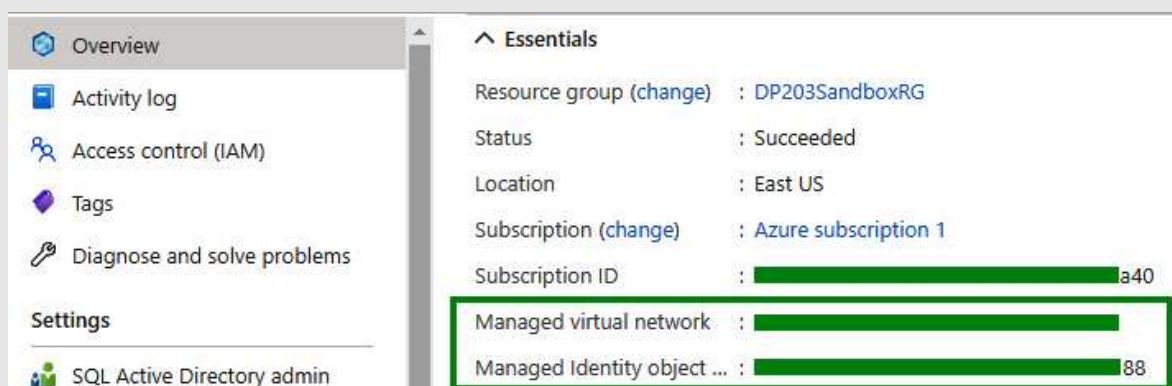 Overview
Activity log
Access control (IAM)
Tags
Diagnose and solve problems
Settings
SQL Active Directory admin
Essentials
Resource group (change) : DP203SandboxRG
Status : Succeeded
Location : East US
Subscription (change) : Azure subscription 1
Subscription ID : a40
Managed virtual network :
Managed Identity object ... : 88